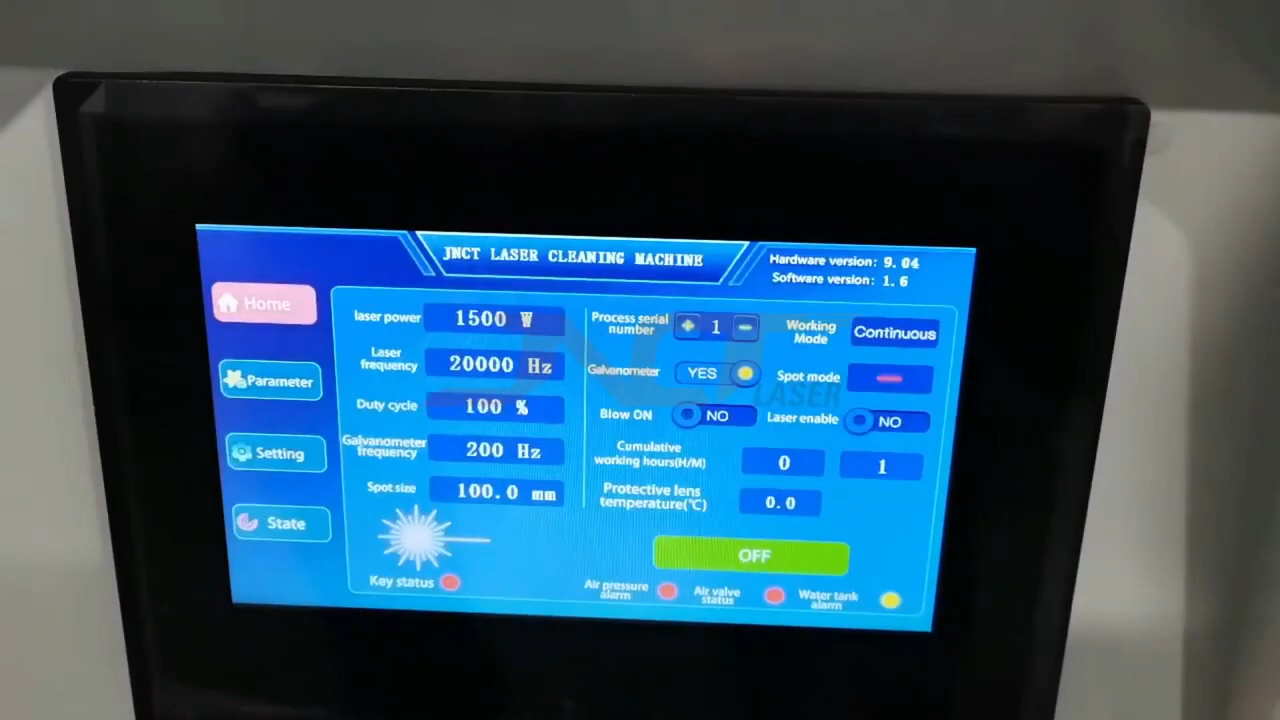 JNCT LASER CLEANING MACHINE
Hardware version: 9.04
Software version: 1.6
Home
Parameter
Setting
State
laser power
1500 W
Laser
frequency
20000 Hz
Duty cycle
100 %
Galvanometer
frequency
200 Hz
Spot size
100.0 mm
Key status
Process serial
number
+ 1 -
Working
Mode
Continuous
Galvanometer
YES
Spot mode
Blow ON
NO
Laser enable
NO
Cumulative
working hours(H/M)
0
1
Protective lens
temperature(℃)
0.0
OFF
Air pressure
alarm
Air valve
status
Water tank
alarm
JNCT
LASER